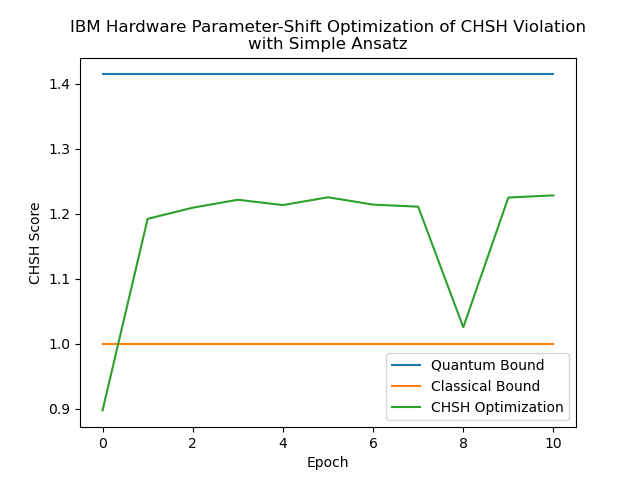 IBM Hardware Parameter-Shift Optimization of CHSH Violation
with Simple Ansatz
CHSH Score
1.4
1.3
1.2
1.1
1.0
0.9
0 2 4 6 8 10
Epoch
Quantum Bound
Classical Bound
CHSH Optimization